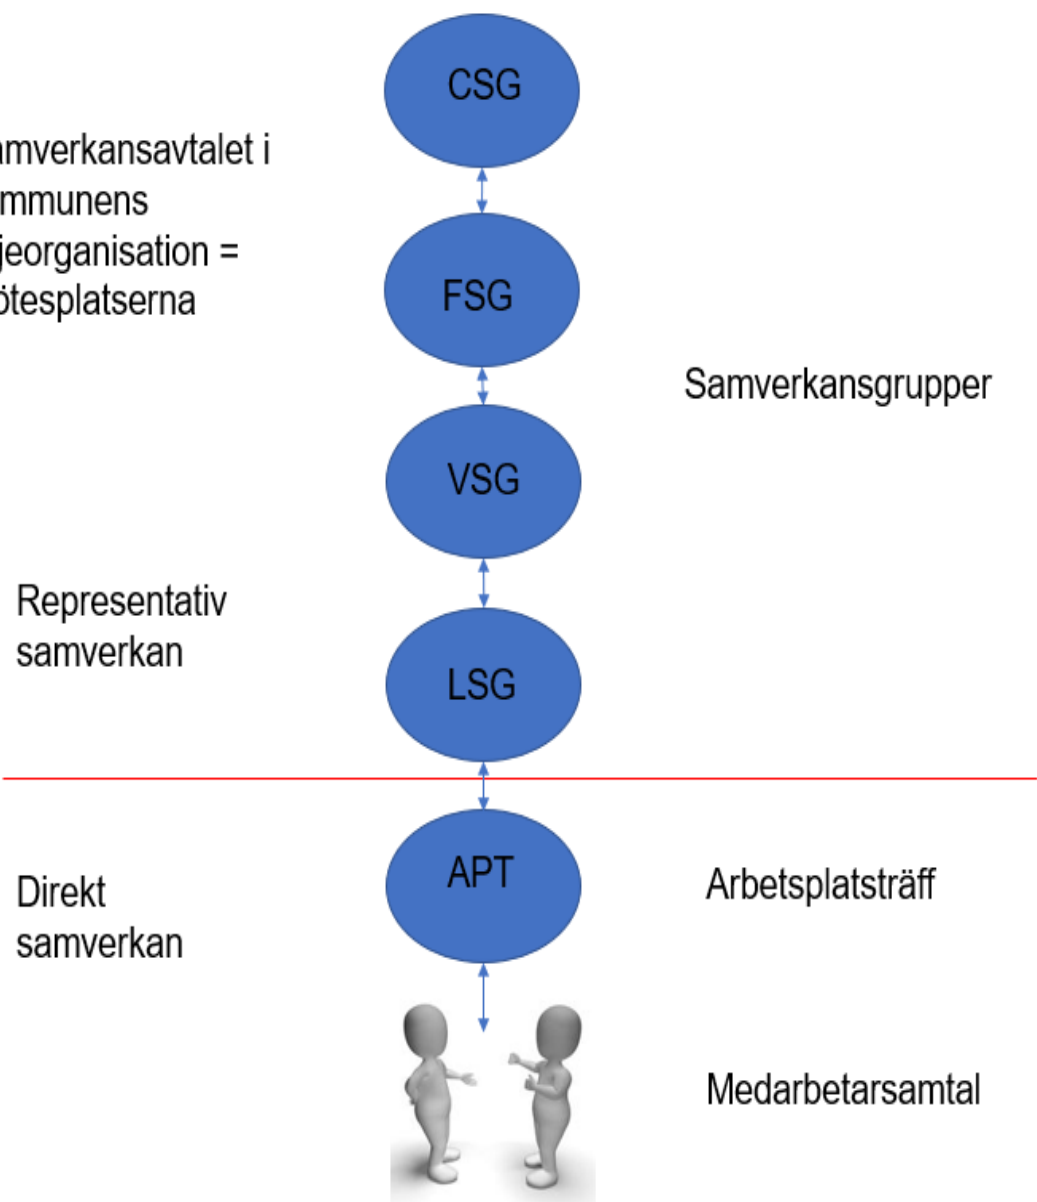 CSG
amverkansavtalet i
mmunens
jeorganisation =
ötesplatserna
FSG
Samverkansgrupper
VSG
Representativ
samverkan
LSG
APT
Arbetsplatsträff
Direkt
samverkan
Medarbetarsamtal